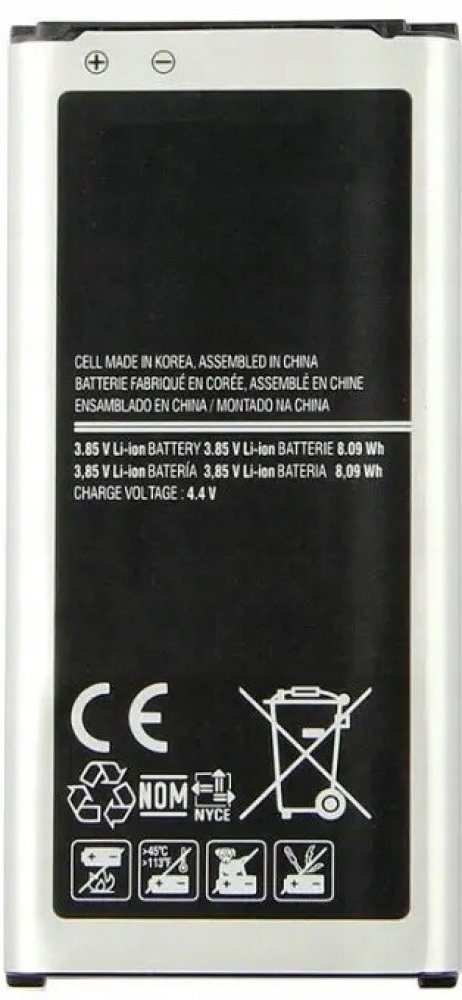 + -
CELL MADE IN KOREA, ASSEMBLED IN CHINA
BATTERIE FABRIQUÉ EN CORÉE, ASSEMBLÉ EN CHINE
ENSAMBLADO EN CHINA / MONTADO NA CHINA
3.85 V Li-ion BATTERY 3.85 V Li-ion BATTERIE 8.09 Wh
3,85 V Li-ion BATERÍA 3,85 V Li-ion BATERIA 8,09 Wh
CHARGE VOLTAGE : 4.4 V
CE
NOM
NYCE
>45°C
>113°F